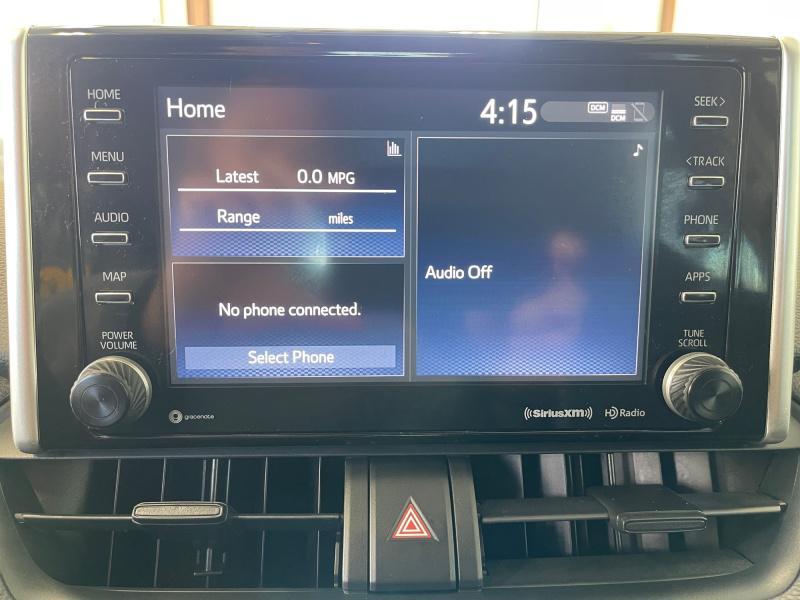 HOME
MENU
AUDIO
MAP
POWER
VOLUME
Home
4:15
DCM
DCM
Latest 0.0 MPG
Range miles
No phone connected.
Select Phone
Audio Off
SEEK>
<TRACK
PHONE
APPS
TUNE
SCROLL
g gracenote
((SiriusXM))
HD Radio